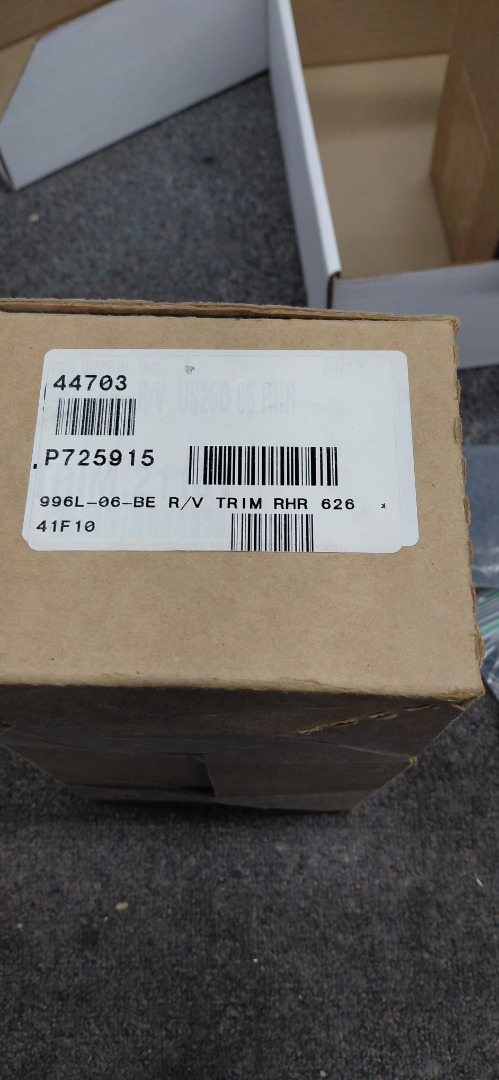 44703
P725915
996L-06-BE R/V TRIM RHR 626
41F10